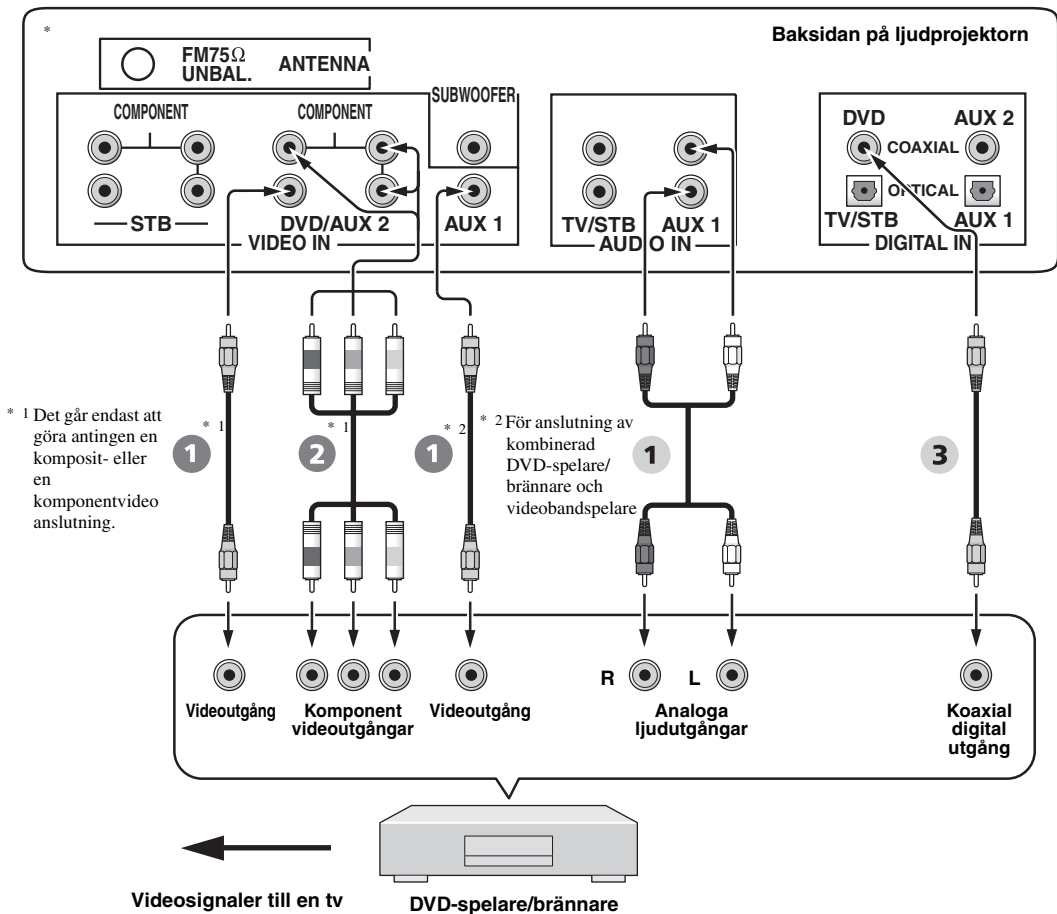 *
Baksidan på ljudprojektorn
FM75Ω
UNBAL.
ANTENNA
COMPONENT
COMPONENT
SUBWOOFER
STB
DVD/AUX 2
AUX 1
VIDEO IN
TV/STB
AUX 1
AUDIO IN
DVD
AUX 2
COAXIAL
OPTICAL
TV/STB
AUX 1
DIGITAL IN
* 1 Det går endast att
göra antingen en
komposit- eller
en
komponentvideo
anslutning.
1
* 1
2
* 1
1
* 2
* 2 För anslutning av
kombinerad
DVD-spelare/
brännare och
videobandspelare
1
3
Videoutgång
Komponent
videoutgångar
Videoutgång
R
L
Analoga
ljudutgångar
Koaxial
digital
utgång
Videosignaler till en tv
DVD-spelare/brännare